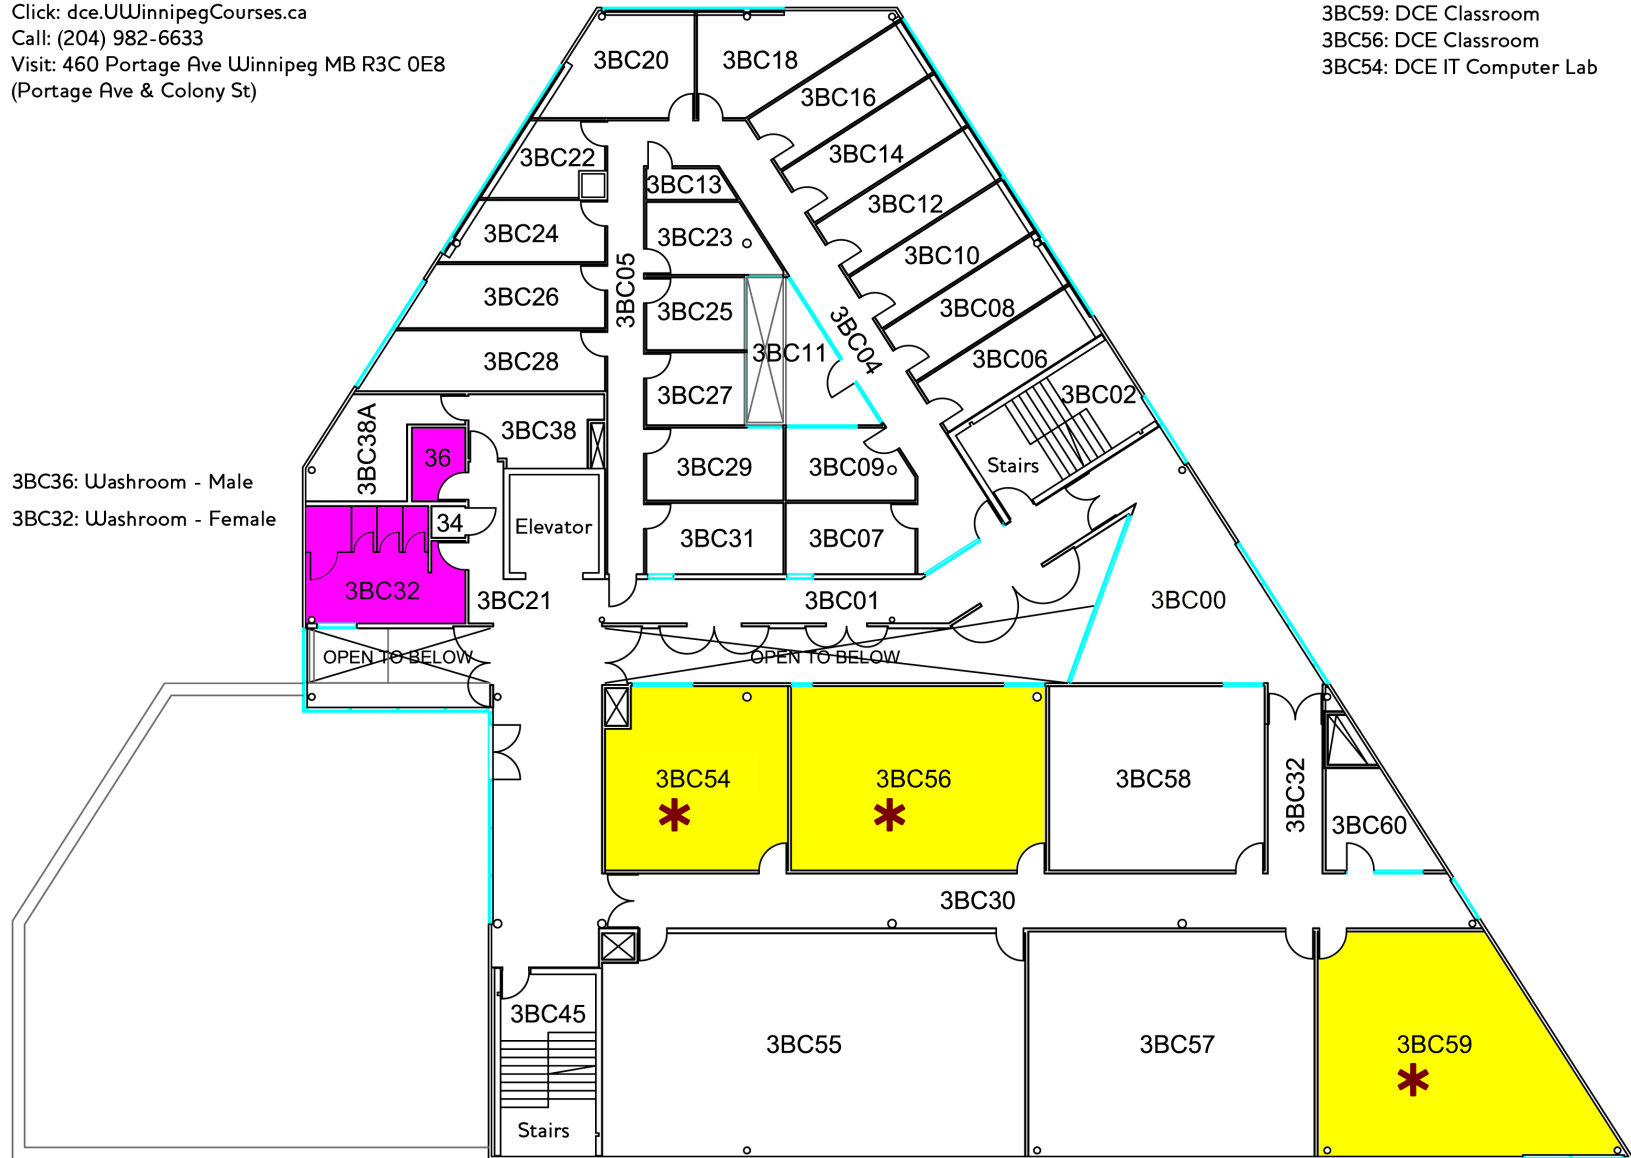 Click: dce.UWinnipegCourses.ca
Call: (204) 982-6633
Visit: 460 Portage Ave Winnipeg MB R3C 0E8
(Portage Ave & Colony St)
3BC59: DCE Classroom
3BC56: DCE Classroom
3BC54: DCE IT Computer Lab
3BC20
3BC18
3BC16
3BC14
3BC22
3BC13
3BC12
3BC24
3BC23
3BC10
3BC05
3BC26
3BC25
3BC08
3BC04
3BC28
3BC11
3BC06
3BC27
3BC02
3BC38A
3BC38
36
3BC29
3BC09
Stairs
3BC36: Washroom - Male
3BC32: Washroom - Female
34
Elevator
3BC31
3BC07
3BC32
3BC21
3BC01
3BC00
OPEN TO BELOW
OPEN TO BELOW
3BC54
*
3BC56
*
3BC58
3BC32
3BC60
3BC30
3BC45
3BC55
3BC57
3BC59
*
Stairs